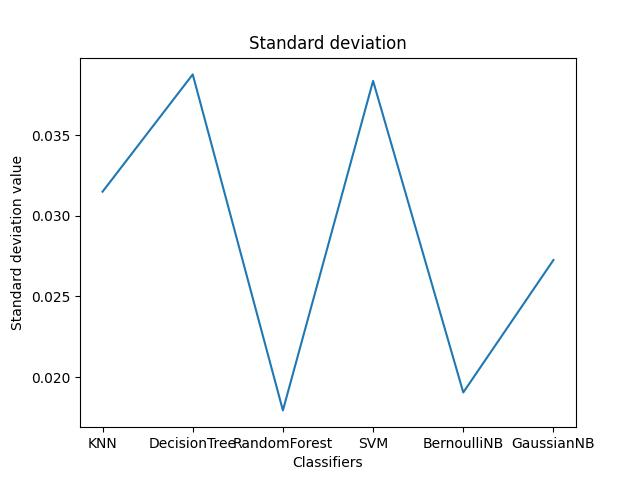 Standard deviation
Standard deviation value
0.035
0.030
0.025
0.020
KNN DecisionTree RandomForest SVM BernoulliNB GaussianNB
Classifiers